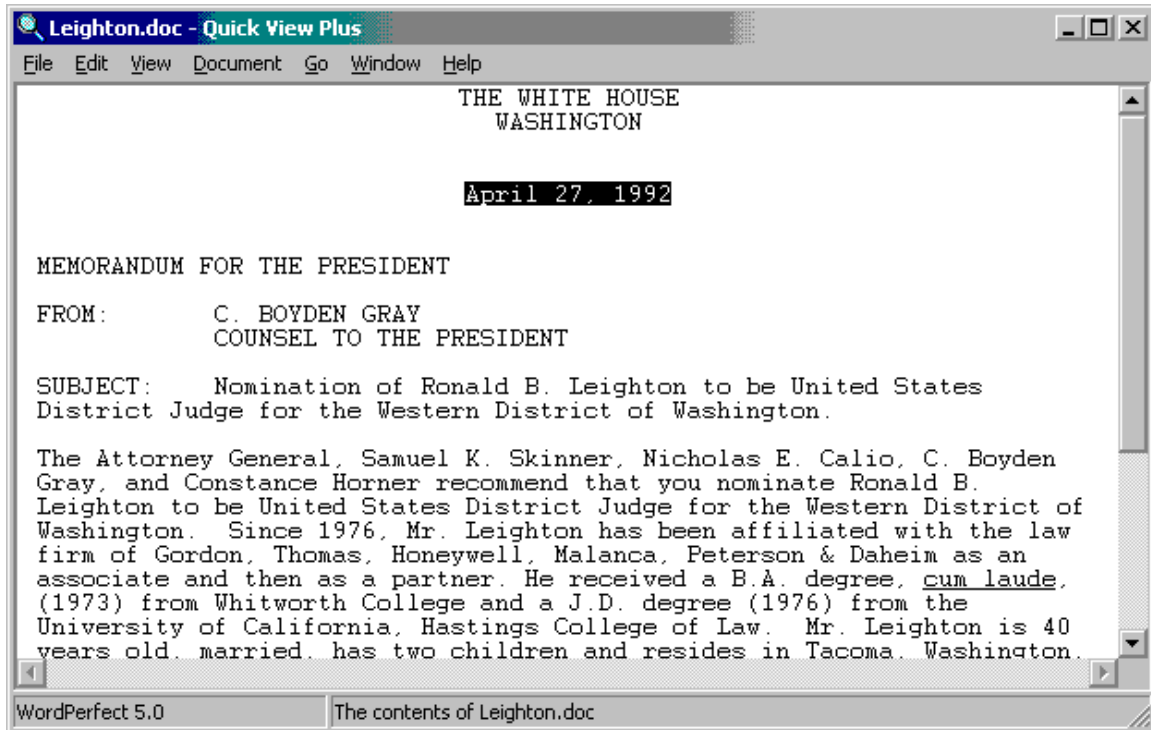 Leighton.doc - Quick View Plus
File Edit View Document Go Window Help
THE WHITE HOUSE
WASHINGTON
April 27, 1992
MEMORANDUM FOR THE PRESIDENT
FROM: C. BOYDEN GRAY
COUNSEL TO THE PRESIDENT
SUBJECT: Nomination of Ronald B. Leighton to be United States
District Judge for the Western District of Washington.
The Attorney General, Samuel K. Skinner, Nicholas E. Calio, C. Boyden
Gray, and Constance Horner recommend that you nominate Ronald B.
Leighton to be United States District Judge for the Western District of
Washington. Since 1976, Mr. Leighton has been affiliated with the law
firm of Gordon, Thomas, Honeywell, Malanca, Peterson & Daheim as an
associate and then as a partner. He received a B.A. degree, cum laude,
(1973) from Whitworth College and a J.D. degree (1976) from the
University of California, Hastings College of Law. Mr. Leighton is 40
years old, married, has two children and resides in Tacoma, Washington.
WordPerfect 5.0 The contents of Leighton.doc